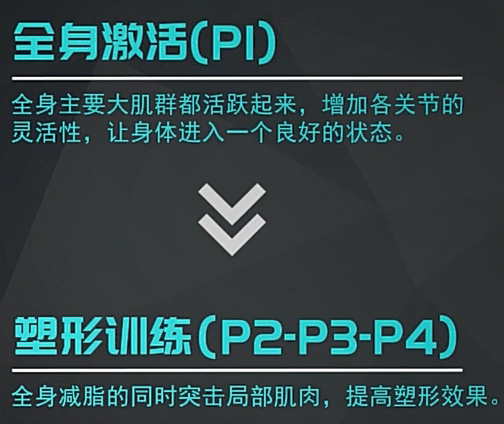 全身激活(P1)
全身主要大肌群都活跃起来，增加各关节的
灵活性，让身体进入一个良好的状态。
塑形训练(P2-P3-P4)
全身减脂的同时突击局部肌肉，提高塑形效果。